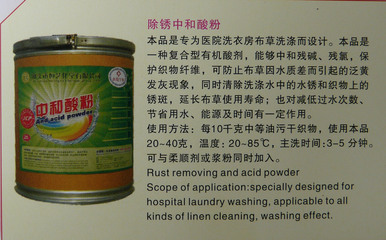 除锈中和酸粉
本品是专为医院洗衣房布草洗涤而设计。本品是
一种复合型有机酸剂，能够中和残碱、残氯，保
护织物纤维，可防止布草因水质差而引起的泛黄
发灰现象，同时清除洗涤水中的水锈和织物上的
锈斑，延长布草使用寿命；也对减低过水次数、
节省用水、能源及时间有一定作用。
使用方法：每10千克中等油污干织物，使用本品
20~40克，温度：20~85℃，主洗时间：3-5 分钟。
可与柔顺剂或浆粉同时加入。
Rust removing and acid powder
Scope of application:specially designed for
hospital laundry washing, applicable to all
kinds of linen cleaning, washing effect.
中和酸粉
and acid powder